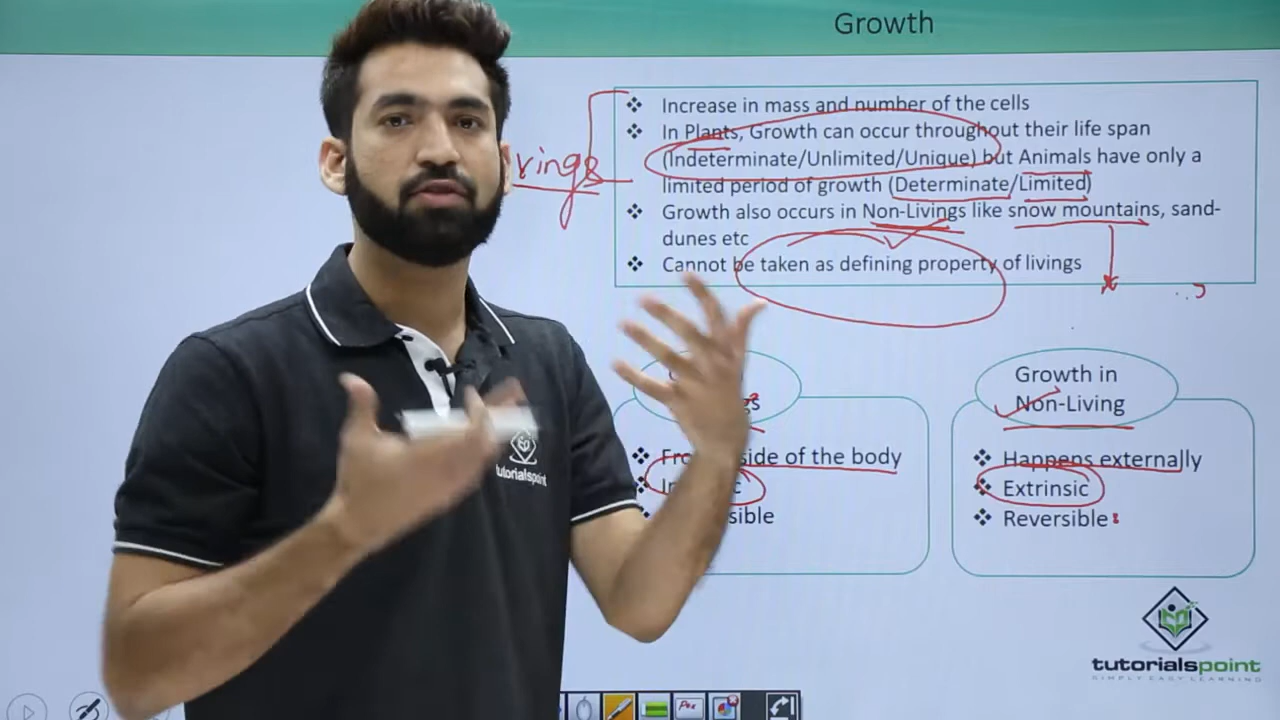 Growth
Increase in mass and number of the cells
In Plants, Growth can occur throughout their life span
(Indeterminate/Unlimited/Unique) but Animals have only a
limited period of growth (Determinate/Limited)
Growth also occurs in Non-Livings like snow mountains, sand-
dunes etc
Cannot be taken as defining property of livings
Growth in
Non-Living
side of the body
Happens externally
Extrinsic
Reversible
tutorialspoint
tutorialspoint
SIMPLY EASY LEARNING